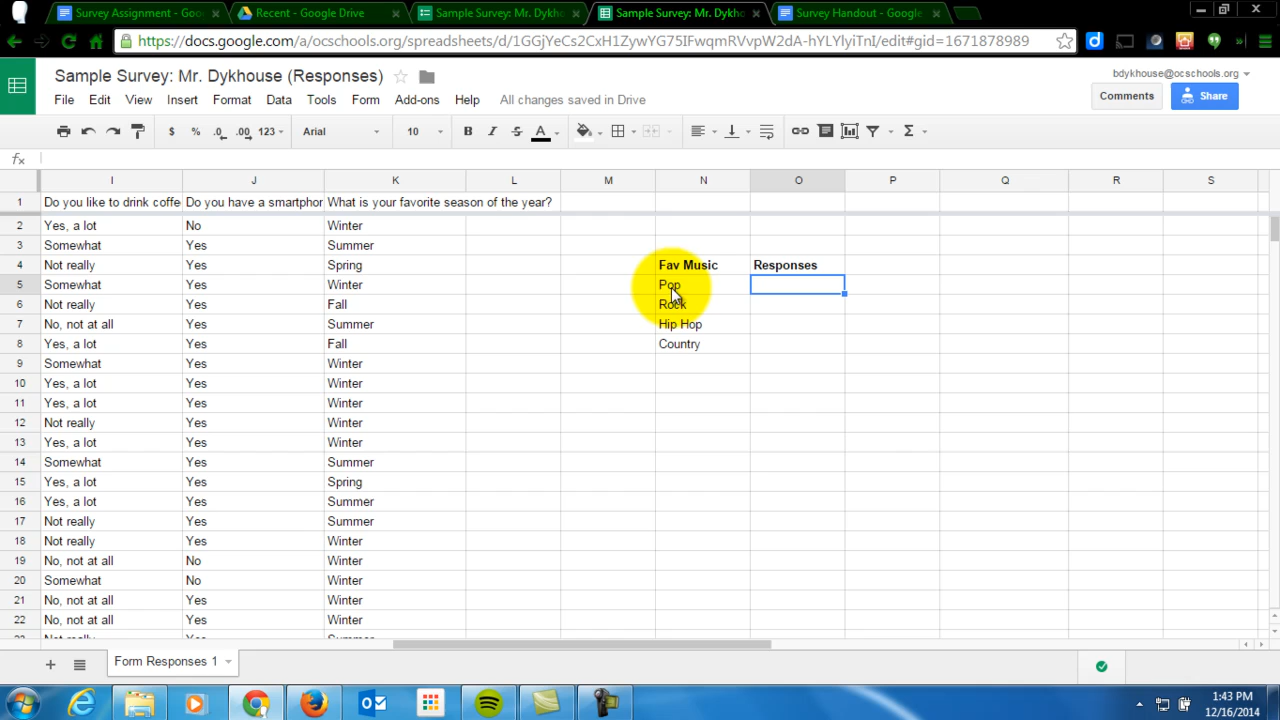 Survey Assignment - Goog × Recent - Google Drive × Sample Survey: Mr. Dykho × Sample Survey: Mr. Dykho × Survey Handout - Google ×
https://docs.google.com/a/ocschools.org/spreadsheets/d/1GGjYeCs2CxH1ZywYG75IFwqmRVvpW2dA-hYLYlyiTnI/edit#gid=1671878989
Sample Survey: Mr. Dykhouse (Responses) bdykhouse@ocschools.org
File Edit View Insert Format Data Tools Form Add-ons Help All changes saved in Drive Comments Share
$ % .0 .00 123 Arial 10 B I S A Σ
fx
I J K L M N O P Q R S
1 Do you like to drink coffe Do you have a smartphor What is your favorite season of the year?
2 Yes, a lot No Winter
3 Somewhat Yes Summer
4 Not really Yes Spring Fav Music Responses
5 Somewhat Yes Winter Pop
6 Not really Yes Fall Rock
7 No, not at all Yes Summer Hip Hop
8 Yes, a lot Yes Fall Country
9 Somewhat Yes Winter
10 Yes, a lot Yes Winter
11 Yes, a lot Yes Winter
12 Not really Yes Winter
13 Yes, a lot Yes Winter
14 Somewhat Yes Summer
15 Yes, a lot Yes Spring
16 Yes, a lot Yes Summer
17 Not really Yes Summer
18 Not really Yes Winter
19 No, not at all No Winter
20 Somewhat No Winter
21 No, not at all Yes Winter
22 No, not at all Yes Winter
23 Not really Yes Summer
+ Form Responses 1
1:43 PM
12/16/2014